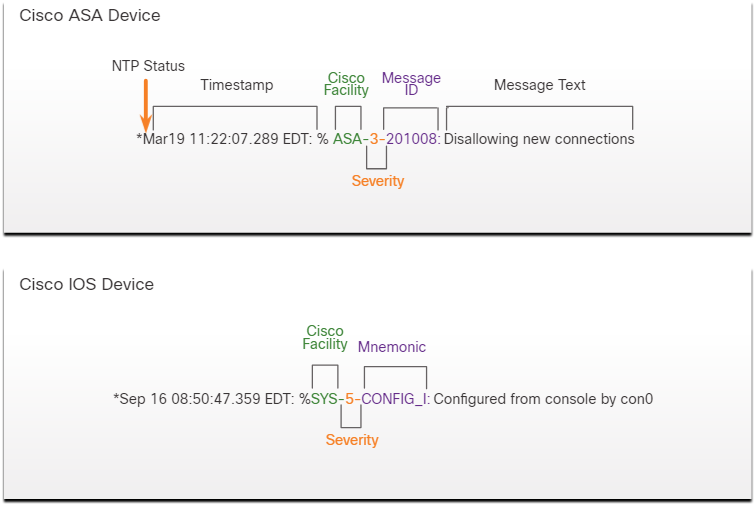 Cisco ASA Device
NTP Status
Timestamp
Cisco
Facility
Message
ID
Message Text
*Mar19 11:22:07.289 EDT: % ASA-3-201008: Disallowing new connections
Severity
Cisco IOS Device
Cisco
Facility
Mnemonic
*Sep 16 08:50:47.359 EDT: %SYS-5-CONFIG_I: Configured from console by con0
Severity